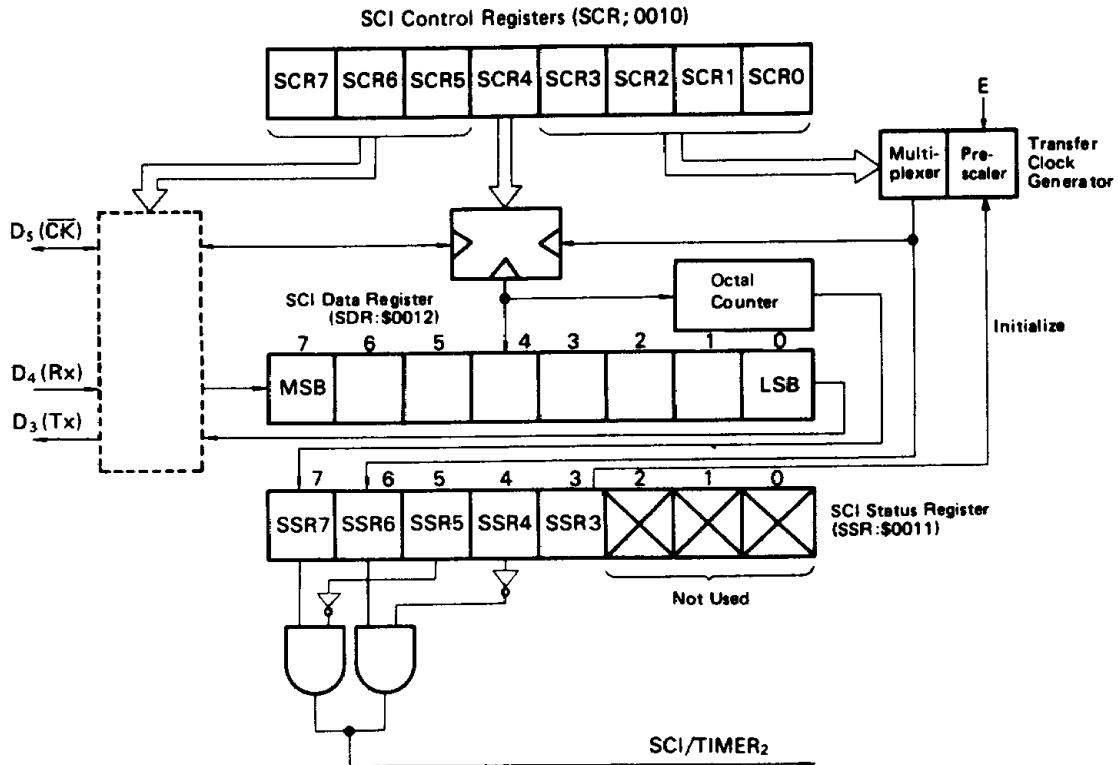 SCI Control Registers (SCR; 0010)
SCR7 SCR6 SCR5 SCR4 SCR3 SCR2 SCR1 SCR0
E
Multi-
plexer
Pre-
scaler
Transfer
Clock
Generator
D5 (C̅K̅)
Octal
Counter
SCI Data Register
(SDR:$0012)
Initialize
7 6 5 4 3 2 1 0
D4 (Rx)
MSB LSB
D3 (Tx)
7 6 5 4 3 2 1 0
SSR7 SSR6 SSR5 SSR4 SSR3
SCI Status Register
(SSR:$0011)
Not Used
SCI/TIMER2